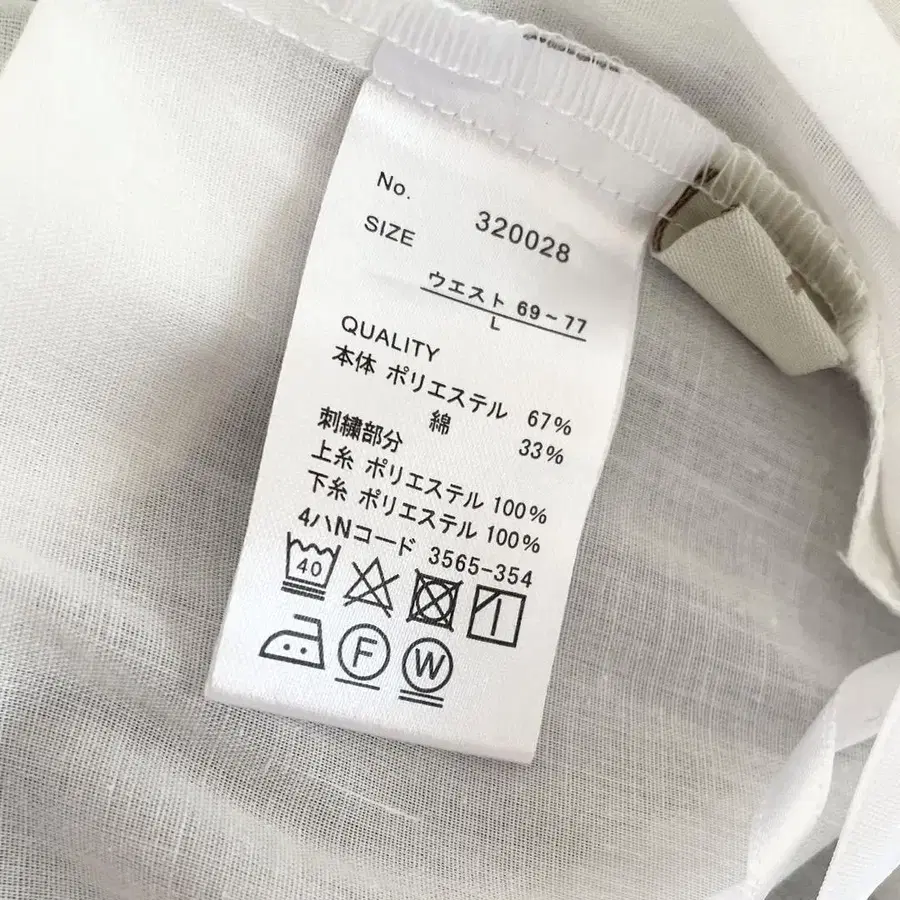 No. 320028
SIZE
ウエスト 69~77
L
QUALITY
本体 ポリエステル 67%
綿 33%
刺繍部分
上糸 ポリエステル 100%
下糸 ポリエステル 100%
4ハNコード 3565-354
40
F W